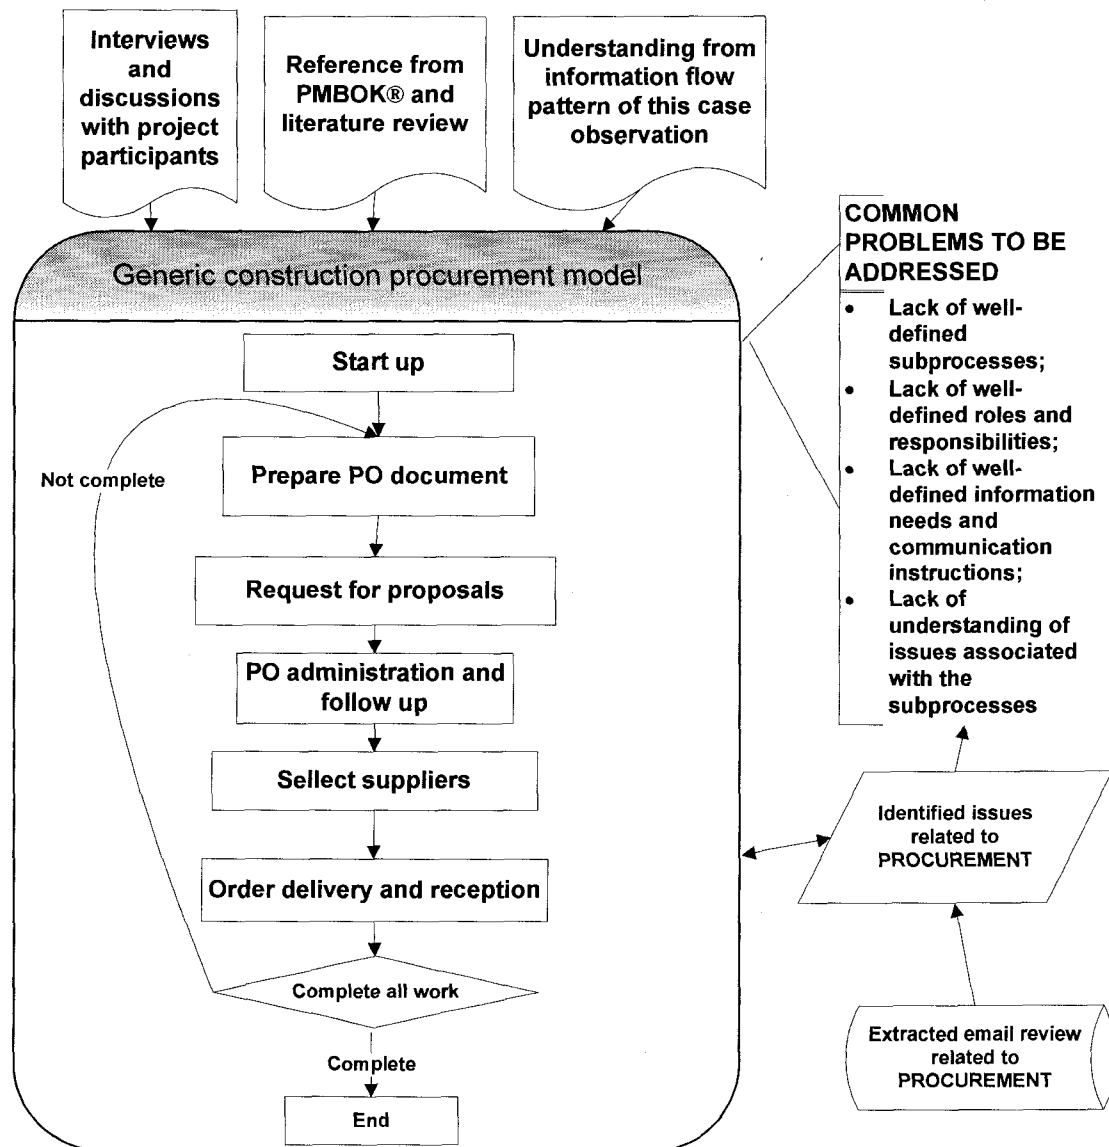 Interviews
and
discussions
with project
participants
Reference from
PMBOK® and
literature review
Understanding from
information flow
pattern of this case
observation
Generic construction procurement model
Start up
Prepare PO document
Not complete
Request for proposals
PO administration and
follow up
Sellect suppliers
Order delivery and reception
Complete all work
Complete
End
COMMON
PROBLEMS TO BE
ADDRESSED
• Lack of well-
defined
subprocesses;
• Lack of well-
defined roles and
responsibilities;
• Lack of well-
defined information
needs and
communication
instructions;
• Lack of
understanding of
issues associated
with the
subprocesses
Identified issues
related to
PROCUREMENT
Extracted email review
related to
PROCUREMENT